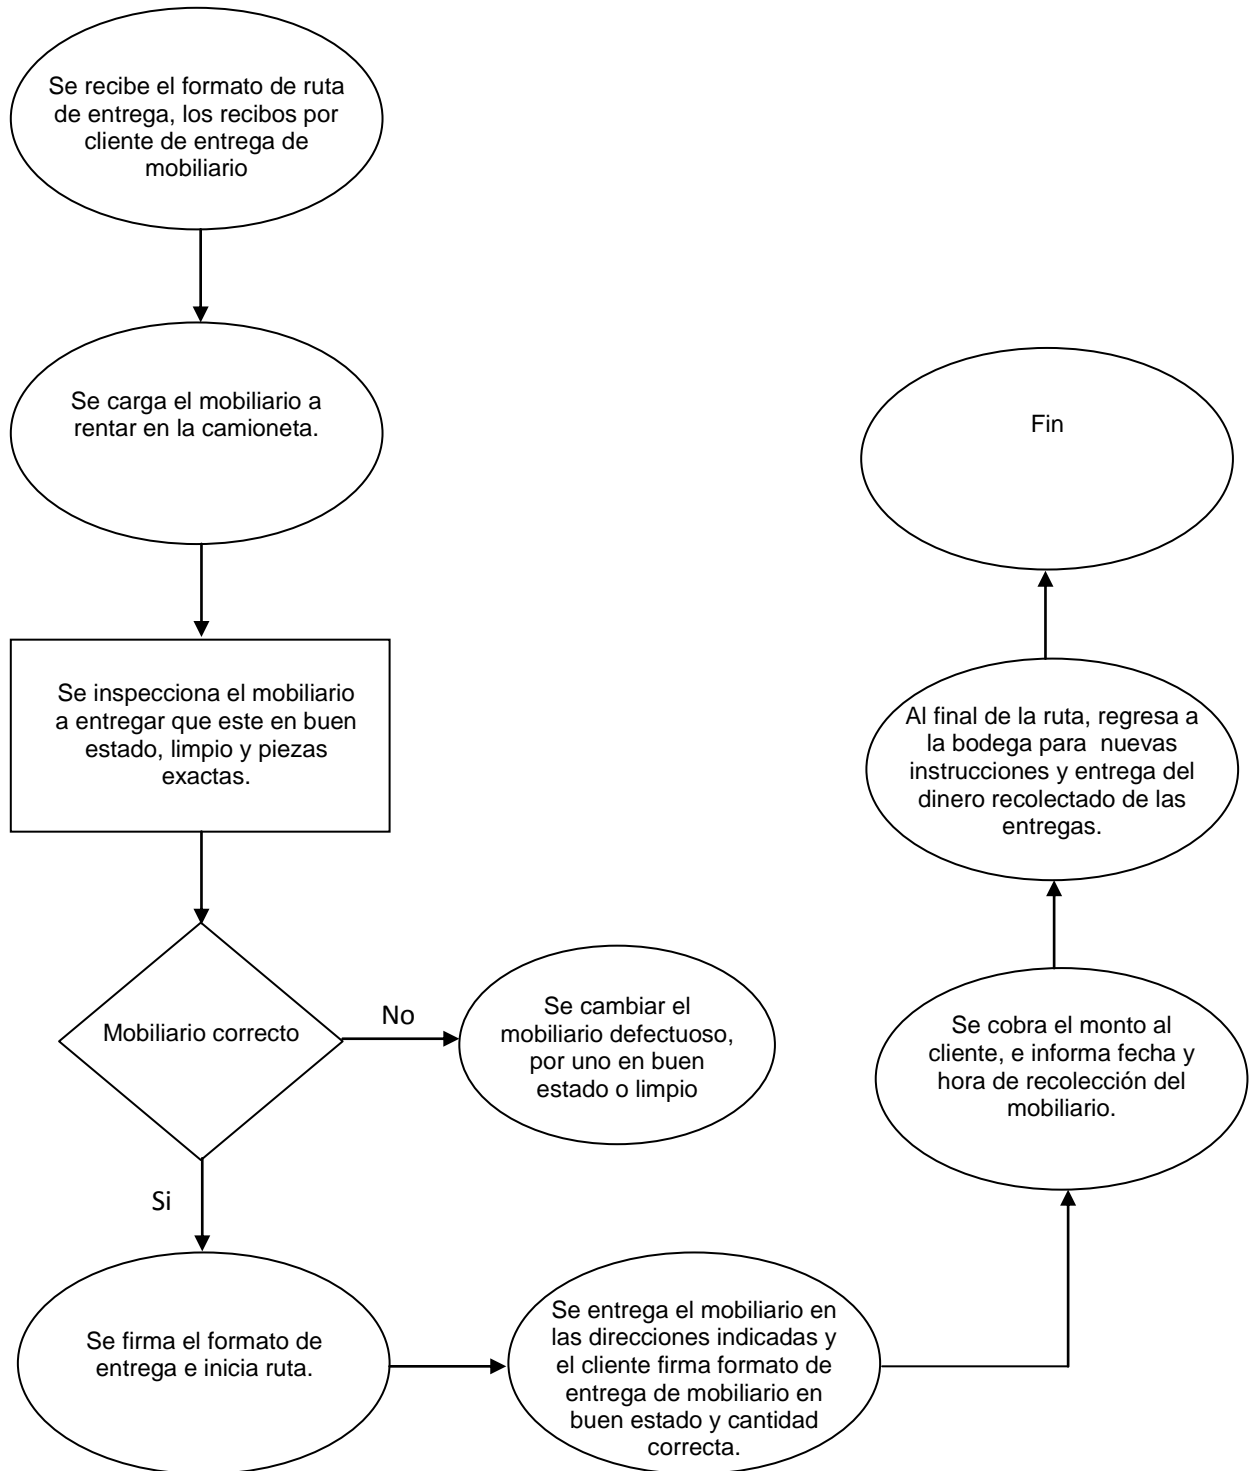 Se recibe el formato de ruta
de entrega, los recibos por
cliente de entrega de
mobiliario
Se carga el mobiliario a
rentar en la camioneta.
Se inspecciona el mobiliario
a entregar que este en buen
estado, limpio y piezas
exactas.
Mobiliario correcto
No
Se cambiar el
mobiliario defectuoso,
por uno en buen
estado o limpio
Si
Se firma el formato de
entrega e inicia ruta.
Se entrega el mobiliario en
las direcciones indicadas y
el cliente firma formato de
entrega de mobiliario en
buen estado y cantidad
correcta.
Se cobra el monto al
cliente, e informa fecha y
hora de recolección del
mobiliario.
Al final de la ruta, regresa a
la bodega para  nuevas
instrucciones y entrega del
dinero recolectado de las
entregas.
Fin